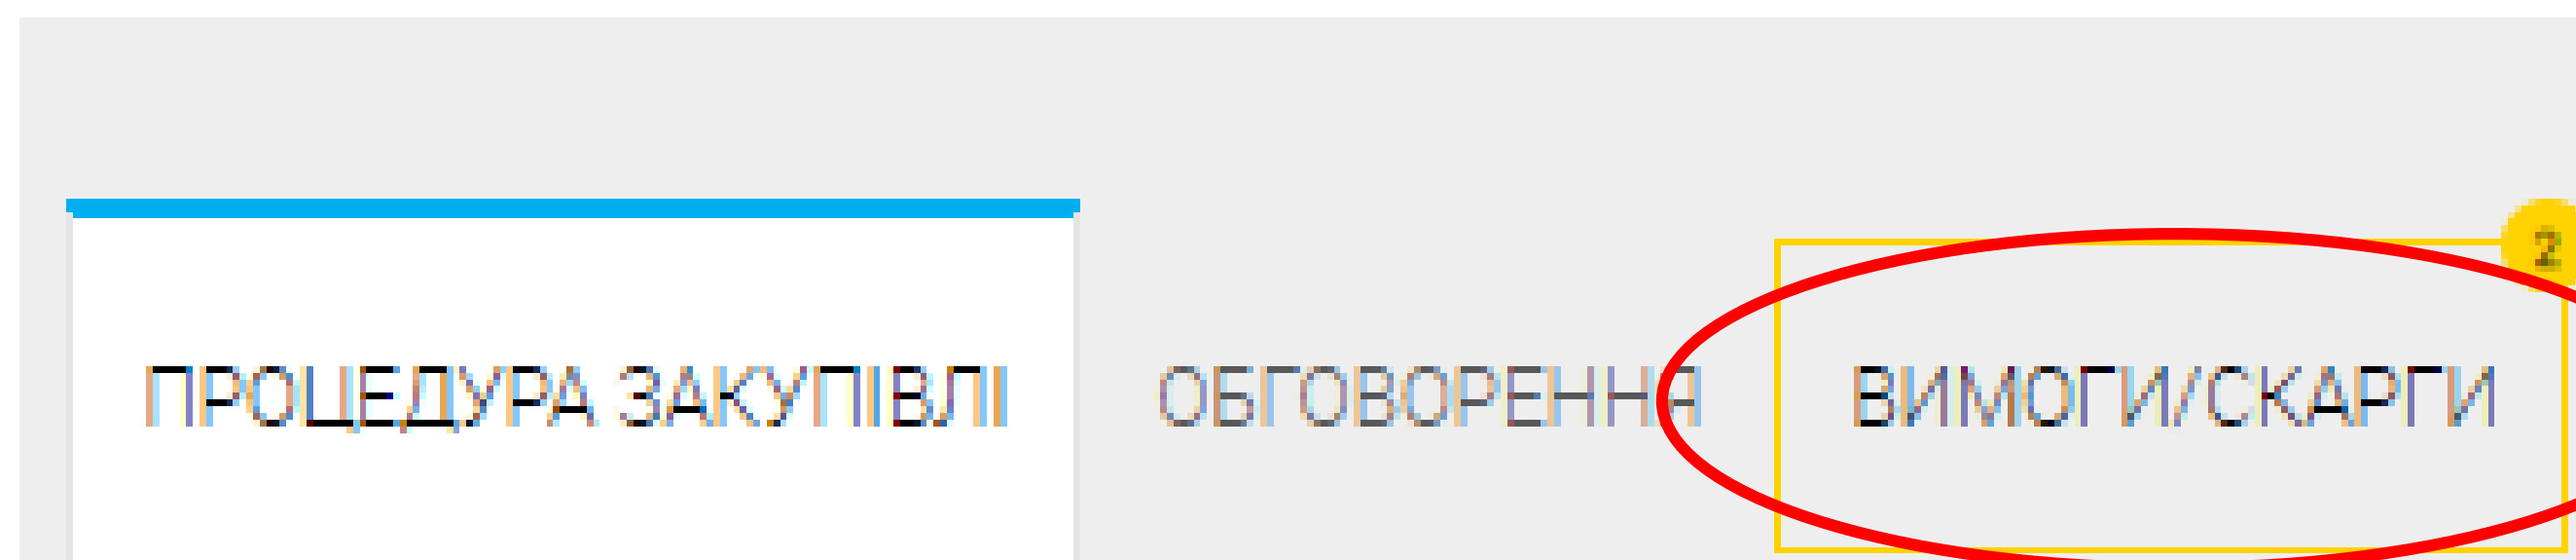 2
ПРОЦЕДУРА ЗАКУПІВЛІ ОБГОВОРЕННЯ ВИМОГИ/СКАРГИ